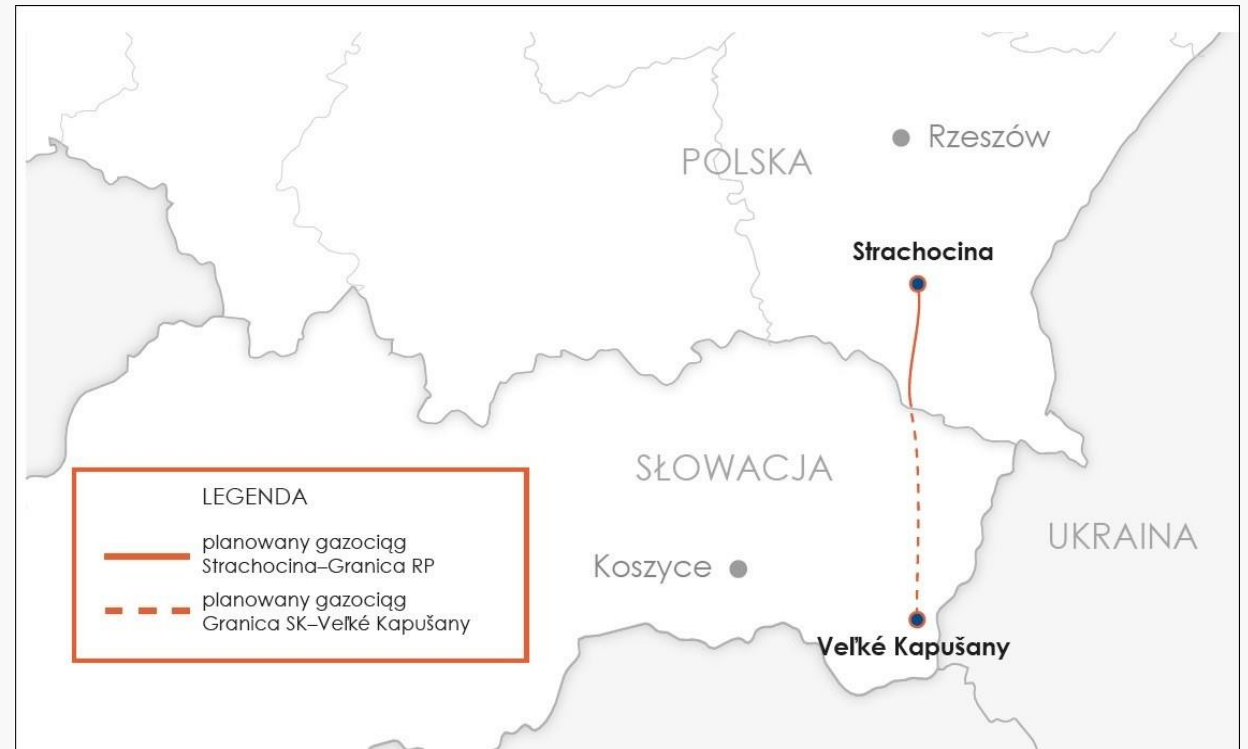 Rzeszów
POLSKA
Strachocina
SŁOWACJA
LEGENDA
planowany gazociąg
Strachocina–Granica RP
planowany gazociąg
Granica SK–Veľké Kapušany
Koszyce
UKRAINA
Veľké Kapušany